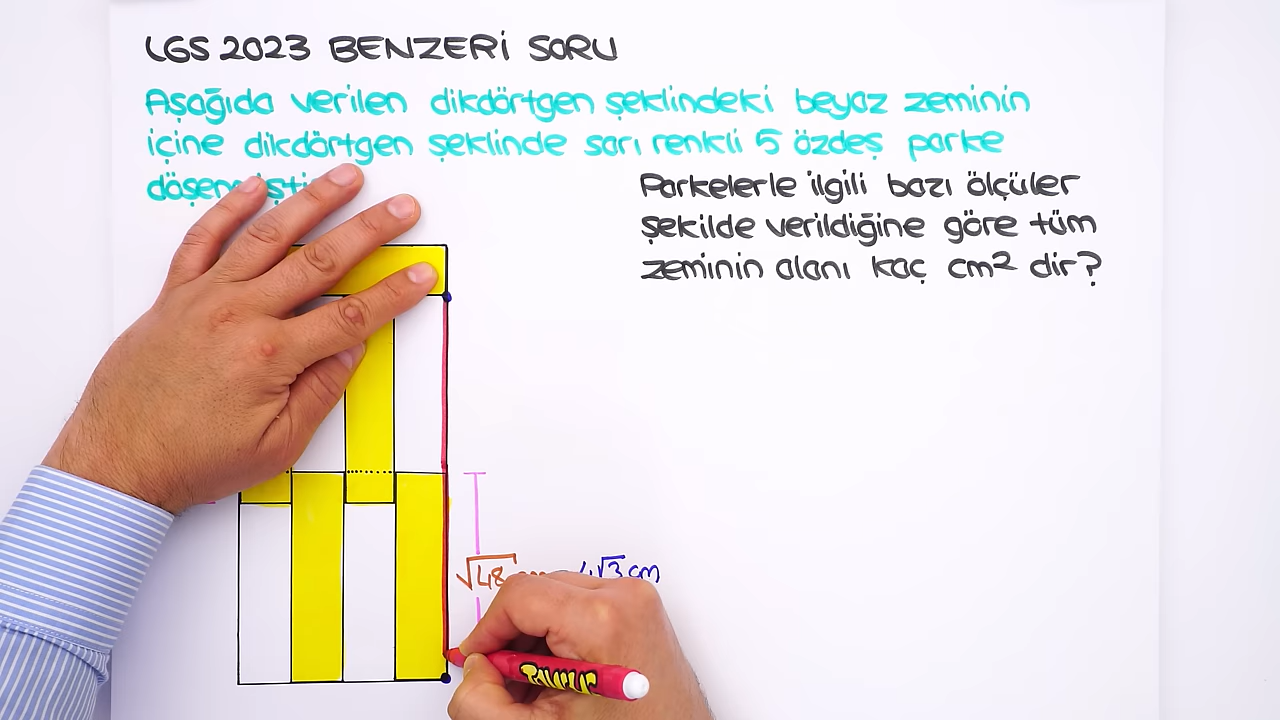 LGS 2023 BENZERİ SORU
Aşağıda verilen dikdörtgen şeklindeki beyaz zeminin
içine dikdörtgen şeklinde sarı renkli 5 özdeş parke
Parkelerle ilgili bazı ölçüler
şekilde verildiğine göre tüm
zeminin alanı kaç cm² dir?
√48 4√3 cm